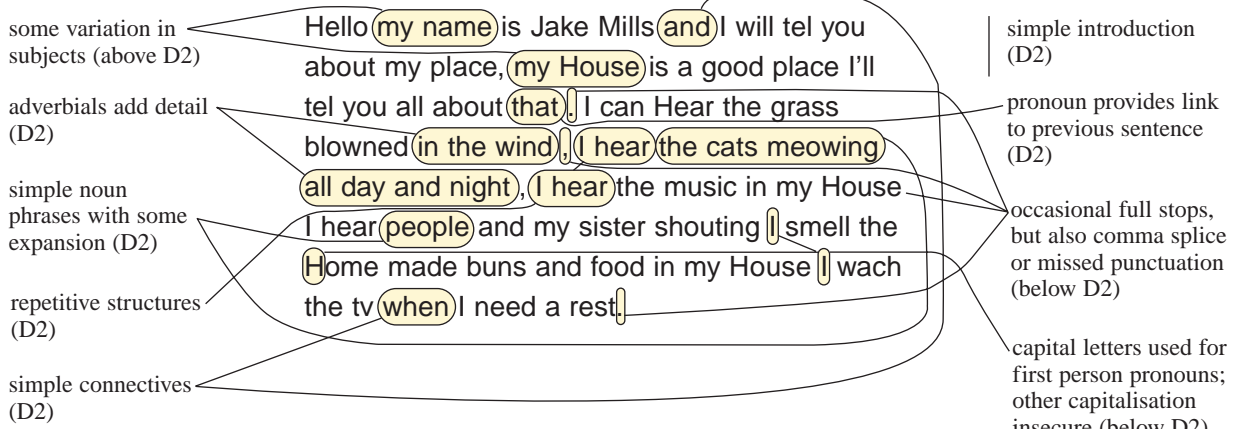 some variation in
subjects (above D2)
adverbials add detail
(D2)
simple noun
phrases with some
expansion (D2)
repetitive structures
(D2)
simple connectives
(D2)
Hello my name is Jake Mills and I will tell you
about my place, my House is a good place I'll
tell you all about that. I can Hear the grass
blowned in the wind, I hear the cats meowing
all day and night, I hear the music in my House
I hear people and my sister shouting I smell the
Home made buns and food in my House I wach
the tv when I need a rest.
simple introduction
(D2)
pronoun provides link
to previous sentence
(D2)
occasional full stops,
but also comma splice
or missed punctuation
(below D2)
capital letters used for
first person pronouns;
other capitalisation
insecure (below D2)